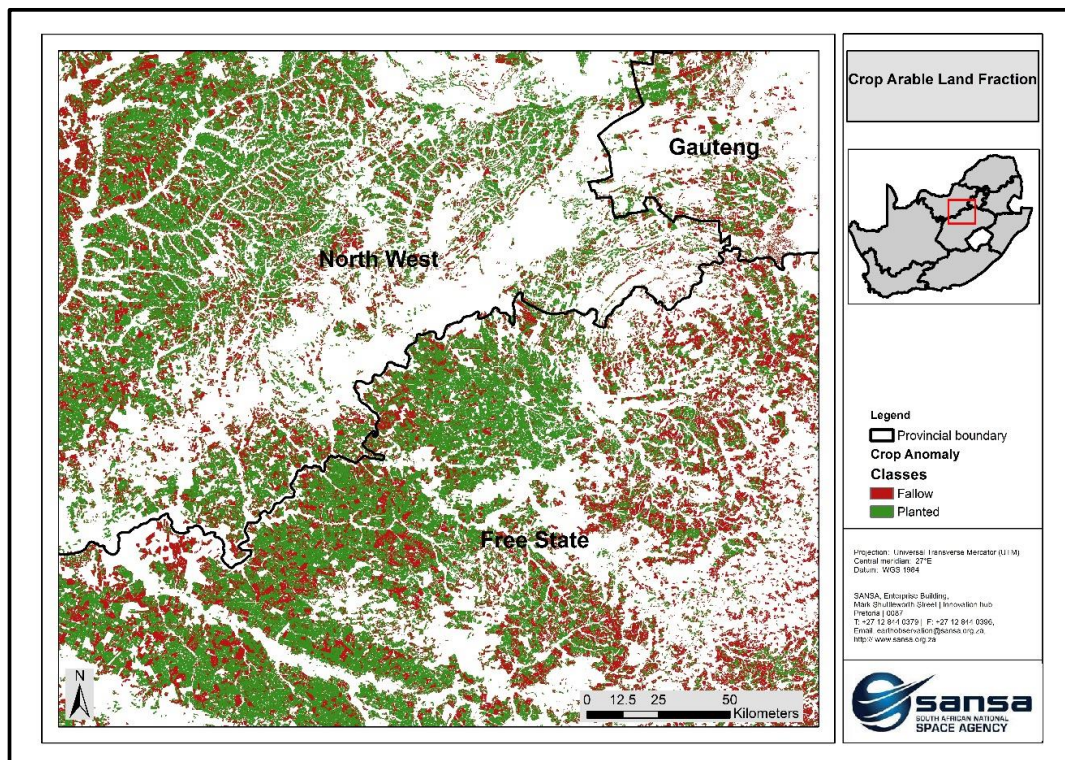 Crop Arable Land Fraction
Gauteng
North West
Free State
N
0 12.5 25 50
Kilometers
Legend
Provincial boundary
Crop Anomaly
Classes
Fallow
Planted
Projection: Universal Transverse Mercator (UTM)
Central meridian: 27°E
Datum: WGS 1984
SANSA, Enterprise Building,
Mark Shuttleworth Street | Innovation hub
Pretoria | 0087
T: +27 12 844 0379 | F: +27 12 844 0396,
Email: earthobservation@sansa.org.za,
http:// www.sansa.org.za
sansa
SOUTH AFRICAN NATIONAL
SPACE AGENCY